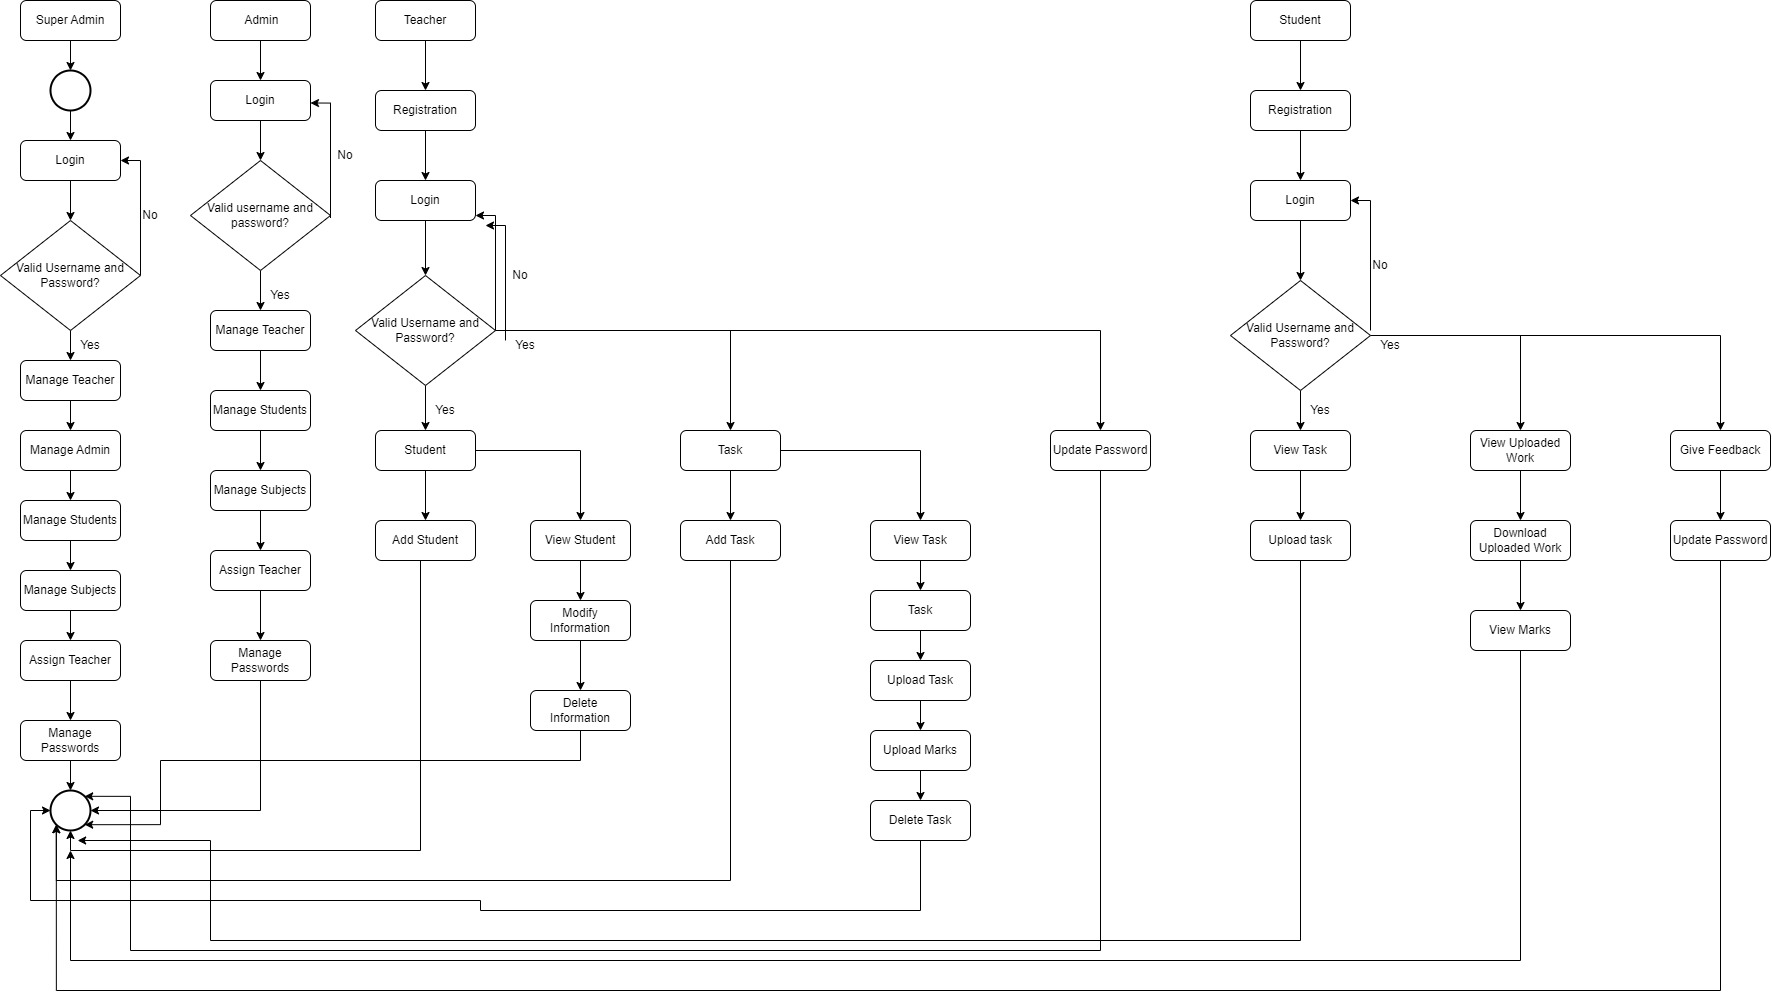 Super Admin
Login
No
Valid Username and
Password?
Yes
Manage Teacher
Manage Admin
Manage Students
Manage Subjects
Assign Teacher
Manage
Passwords
Admin
Login
No
Valid username and
password?
Yes
Manage Teacher
Manage Students
Manage Subjects
Assign Teacher
Manage
Passwords
Teacher
Registration
Login
No
Valid Username and
Password?
Yes
Yes
Student
Add Student
View Student
Modify
Information
Delete
Information
Task
Add Task
View Task
Task
Upload Task
Upload Marks
Delete Task
Update Password
Student
Registration
Login
No
Valid Username and
Password?
Yes
Yes
View Task
Upload task
View Uploaded
Work
Download
Uploaded Work
View Marks
Give Feedback
Update Password